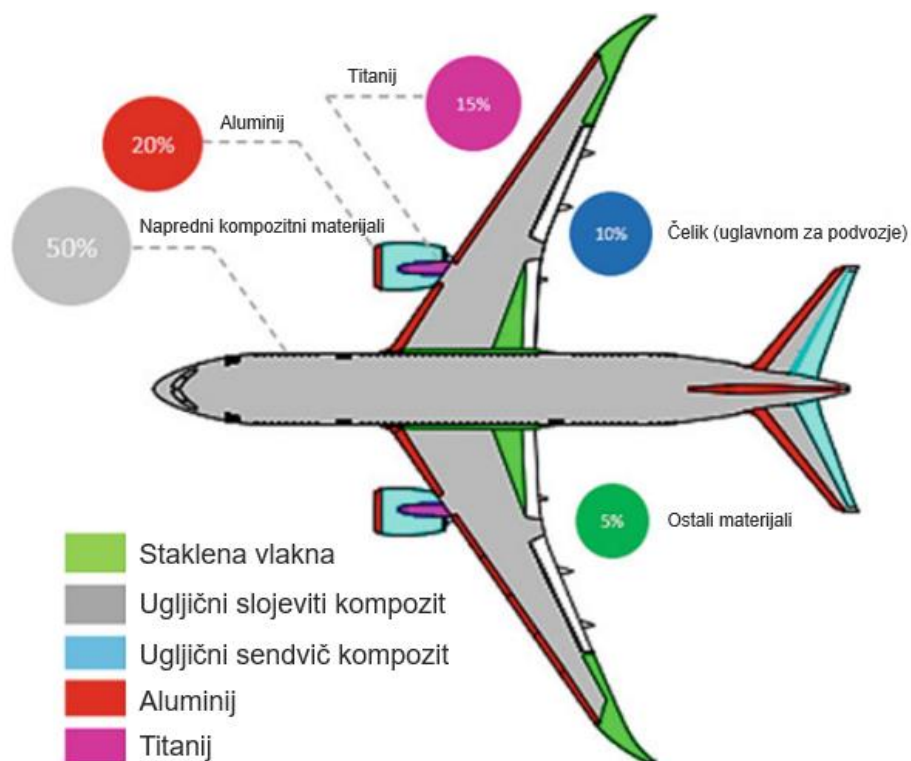 Titanij
15%
Aluminij
20%
Napredni kompozitni materijali
50%
10%
Čelik (uglavnom za podvozje)
5%
Ostali materijali
Staklena vlakna
Ugljični slojeviti kompozit
Ugljični sendvič kompozit
Aluminij
Titanij